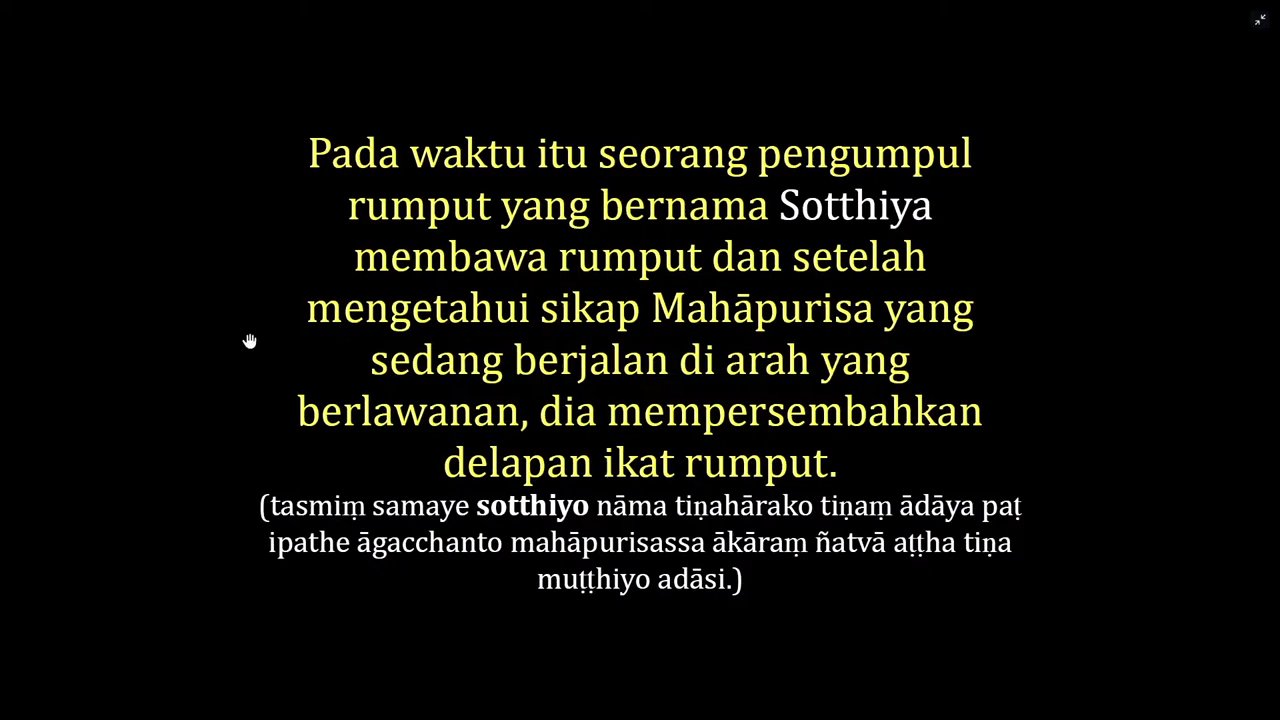 Pada waktu itu seorang pengumpul
rumput yang bernama Sotthiya
membawa rumput dan setelah
mengetahui sikap Mahāpurisa yang
sedang berjalan di arah yang
berlawanan, dia mempersembahkan
delapan ikat rumput.
(tasmiṃ samaye sotthiyo nāma tiṇahārako tiṇaṃ ādāya paṭ
ipathe āgacchanto mahāpurisassa ākāraṃ ñatvā aṭṭha tiṇa
muṭṭhiyo adāsi.)